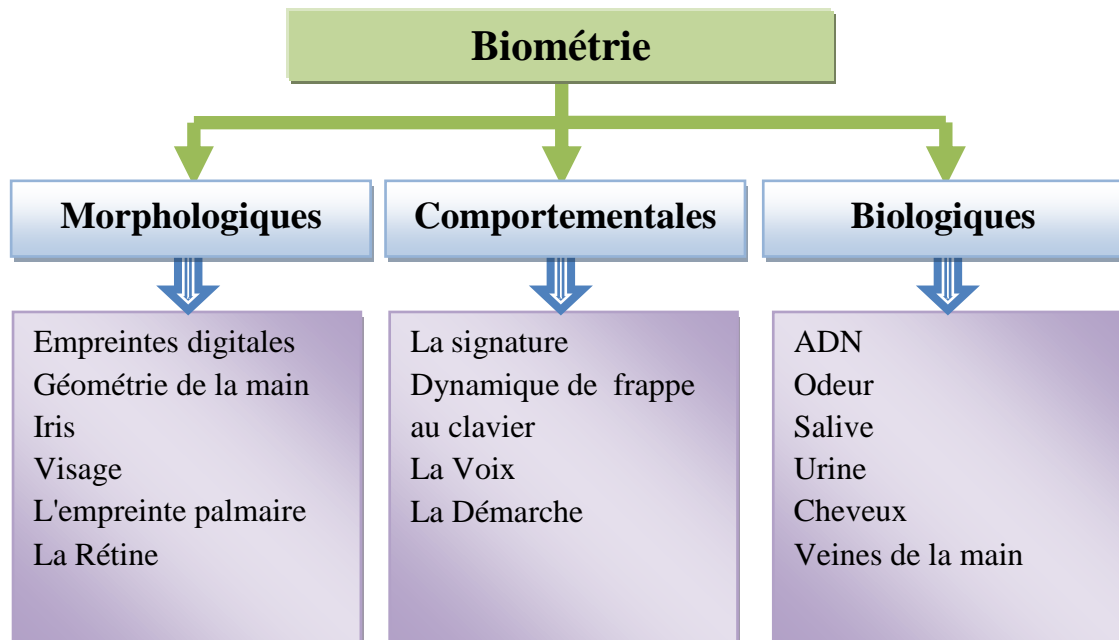 Biométrie
Morphologiques
Comportementales
Biologiques
Empreintes digitales
Géométrie de la main
Iris
Visage
L'empreinte palmaire
La Rétine
La signature
Dynamique de frappe
au clavier
La Voix
La Démarche
ADN
Odeur
Salive
Urine
Cheveux
Veines de la main